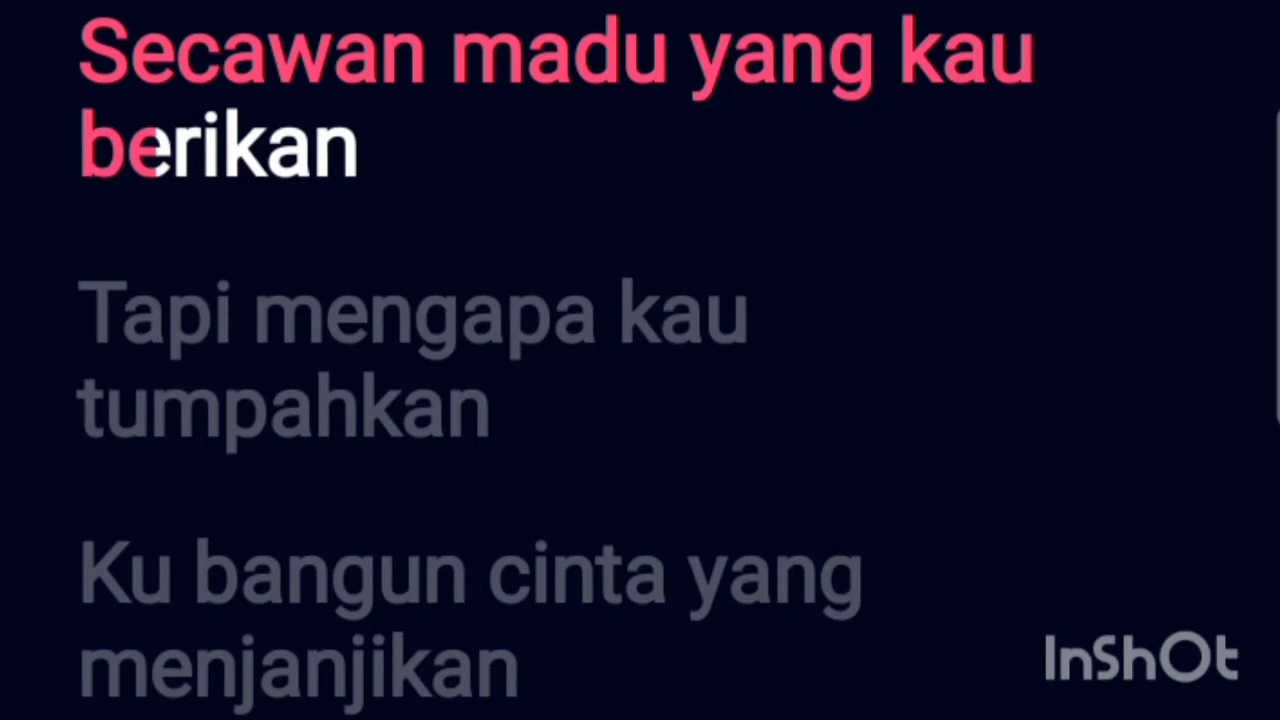 Secawan madu yang kau
berikan
Tapi mengapa kau
tumpahkan
Ku bangun cinta yang
menjanjikan
InShOt